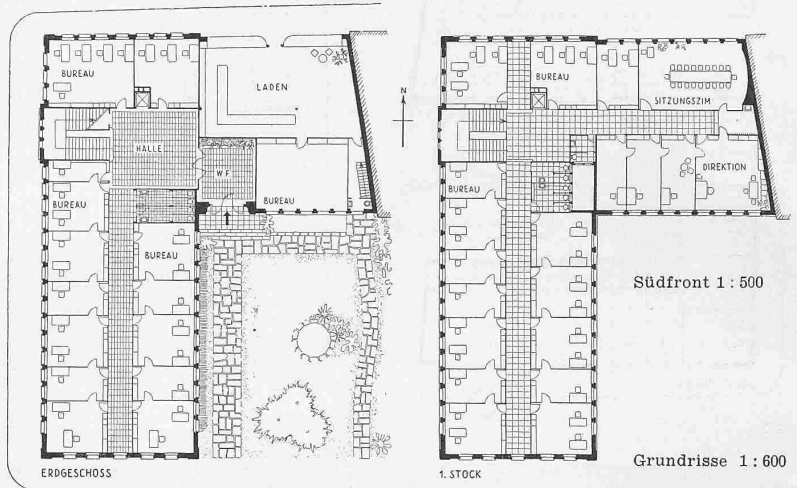 BUREAU
LADEN
HALLE
W.F.
BUREAU
BUREAU
BUREAU
ERDGESCHOSS
N
BUREAU
SITZUNGSZIM
DIREKTION
BUREAU
1. STOCK
Südfront 1 : 500
Grundrisse 1 : 600